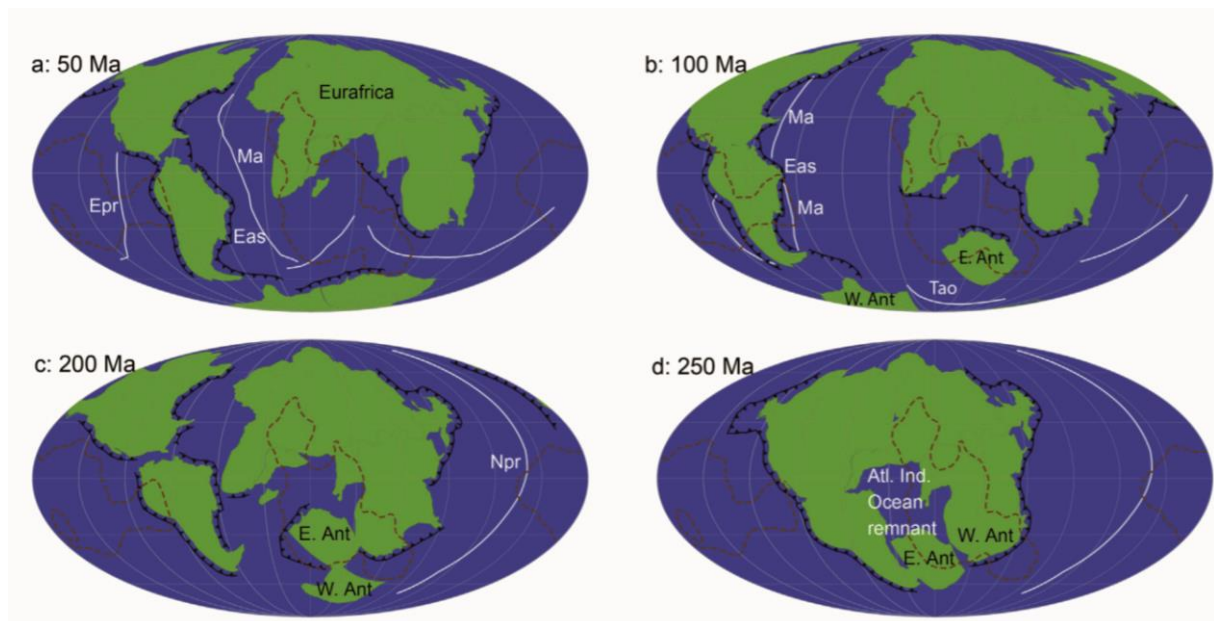 a: 50 Ma
Eurafrica
Ma
Epr
Eas
b: 100 Ma
Ma
Eas
Ma
E. Ant
Tao
W. Ant
c: 200 Ma
Npr
E. Ant
W. Ant
d: 250 Ma
Atl. Ind.
Ocean
remnant
W. Ant
E. Ant